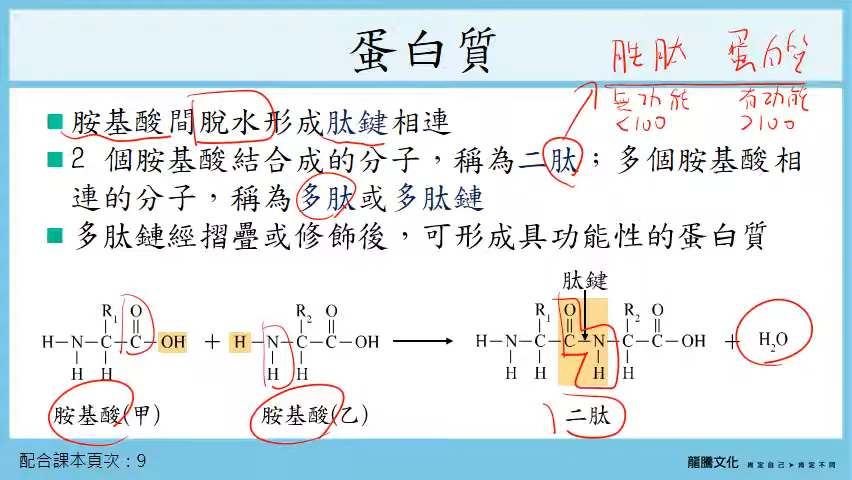 蛋白質
胜肽 蛋白質
無功能 有功能
<100 >100
胺基酸間脫水形成肽鍵相連
2 個胺基酸結合成的分子，稱為二肽；多個胺基酸相
連的分子，稱為多肽或多肽鏈
多肽鏈經摺疊或修飾後，可形成具功能性的蛋白質
肽鍵
R1 O R2 O R1 O R2 O
H—N—C—C—OH + H—N—C—C—OH → H—N—C—C—N—C—C—OH + H2O
H H H H H H H H
胺基酸(甲) 胺基酸(乙) 二肽
配合課本頁次：9
龍騰文化 肯定自己➤肯定不同